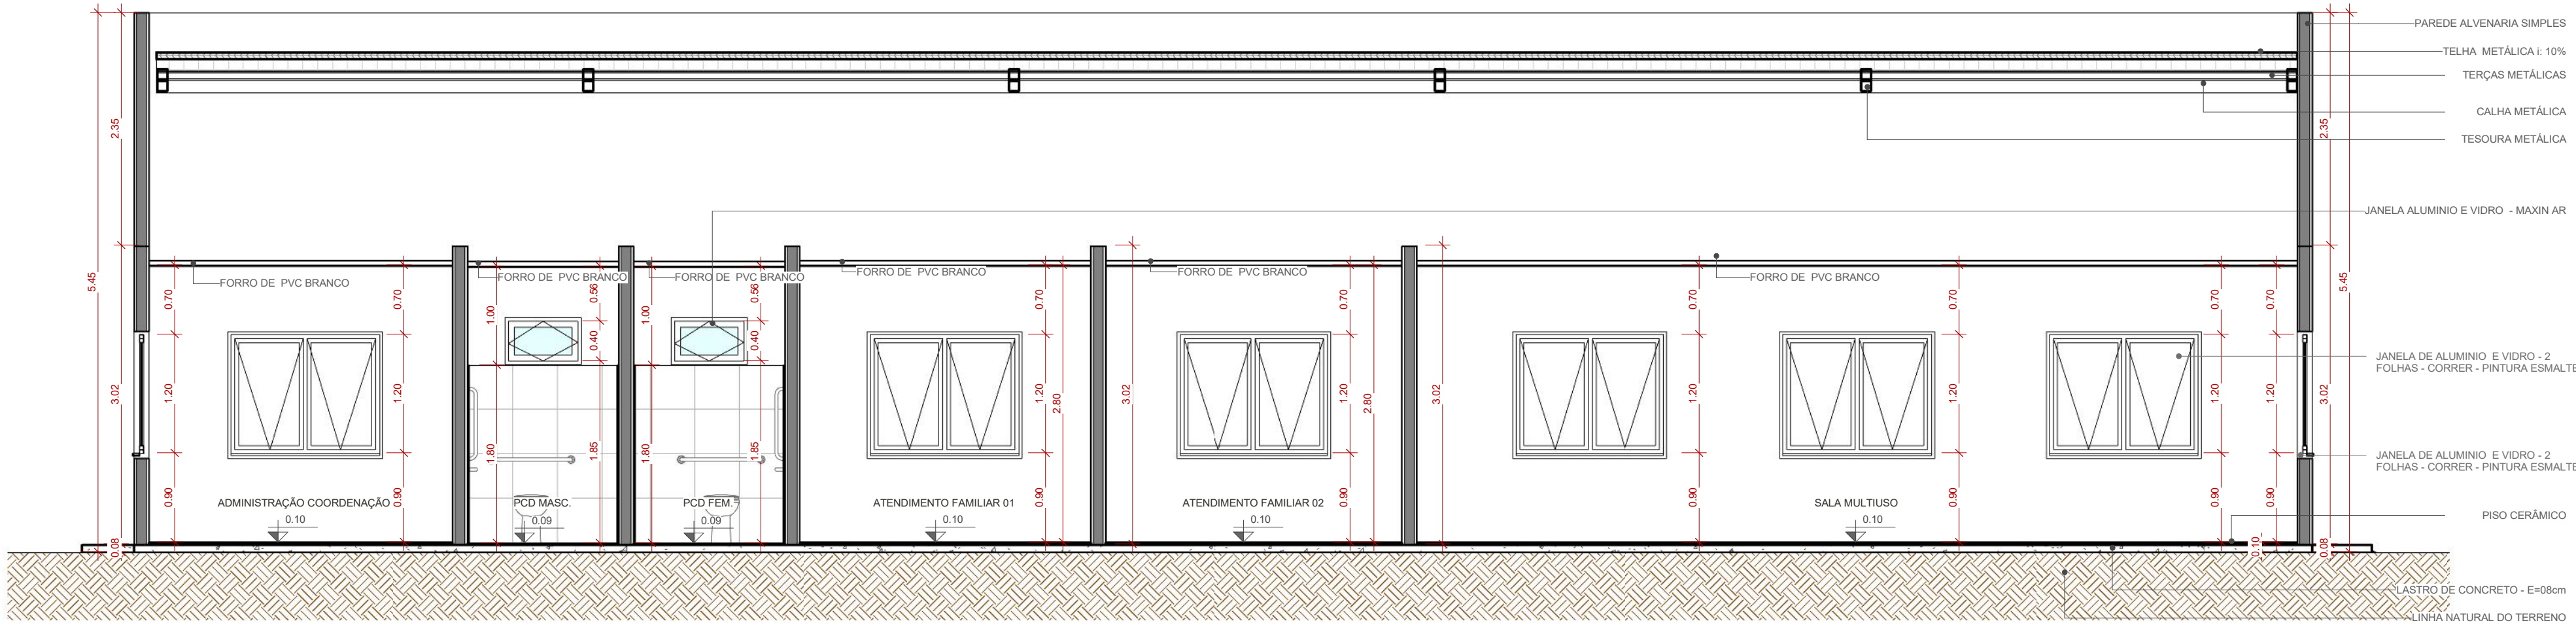 PAREDE ALVENARIA SIMPLES
TELHA METÁLICA i: 10%
TERÇAS METÁLICAS
CALHA METÁLICA
TESOURA METÁLICA
2.35
2.35
JANELA ALUMINIO E VIDRO - MAXIN AR
5.45
5.45
FORRO DE PVC BRANCO
FORRO DE PVC BRANCO
FORRO DE PVC BRANCO
FORRO DE PVC BRANCO
FORRO DE PVC BRANCO
FORRO DE PVC BRANCO
0.70
0.70
0.56
0.56
0.70
0.70
0.70
0.70
0.70
0.70
1.00
1.00
0.40
0.40
JANELA DE ALUMINIO E VIDRO - 2
FOLHAS - CORRER - PINTURA ESMALTE
3.02
1.20
1.20
1.20
2.80
3.02
1.20
2.80
3.02
1.20
1.20
1.20
1.20
3.02
1.80
1.85
1.80
1.85
JANELA DE ALUMINIO E VIDRO - 2
FOLHAS - CORRER - PINTURA ESMALTE
0.90
0.90
0.90
0.90
0.90
0.90
0.90
0.90
ADMINISTRAÇÃO COORDENAÇÃO
PCD MASC.
PCD FEM.
ATENDIMENTO FAMILIAR 01
ATENDIMENTO FAMILIAR 02
SALA MULTIUSO
0.10
0.09
0.09
0.10
0.10
0.10
PISO CERÂMICO
0.08
0.10
0.08
LASTRO DE CONCRETO - E=08cm
LINHA NATURAL DO TERRENO